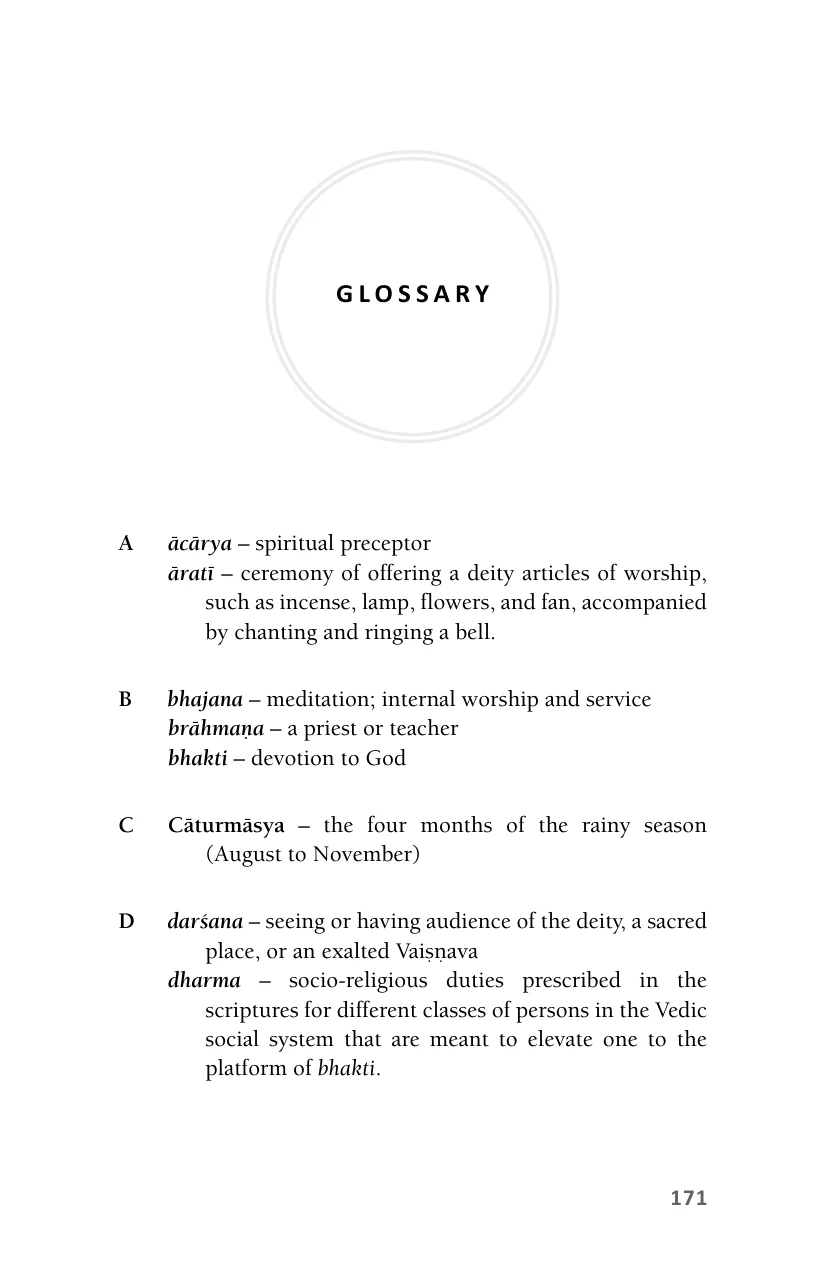 GLOSSARY
A ācārya – spiritual preceptor
āratī – ceremony of offering a deity articles of worship,
such as incense, lamp, flowers, and fan, accompanied
by chanting and ringing a bell.
B bhajana – meditation; internal worship and service
brāhmaṇa – a priest or teacher
bhakti – devotion to God
C Cāturmāsya – the four months of the rainy season
(August to November)
D darśana – seeing or having audience of the deity, a sacred
place, or an exalted Vaiṣṇava
dharma – socio-religious duties prescribed in the
scriptures for different classes of persons in the Vedic
social system that are meant to elevate one to the
platform of bhakti.
171